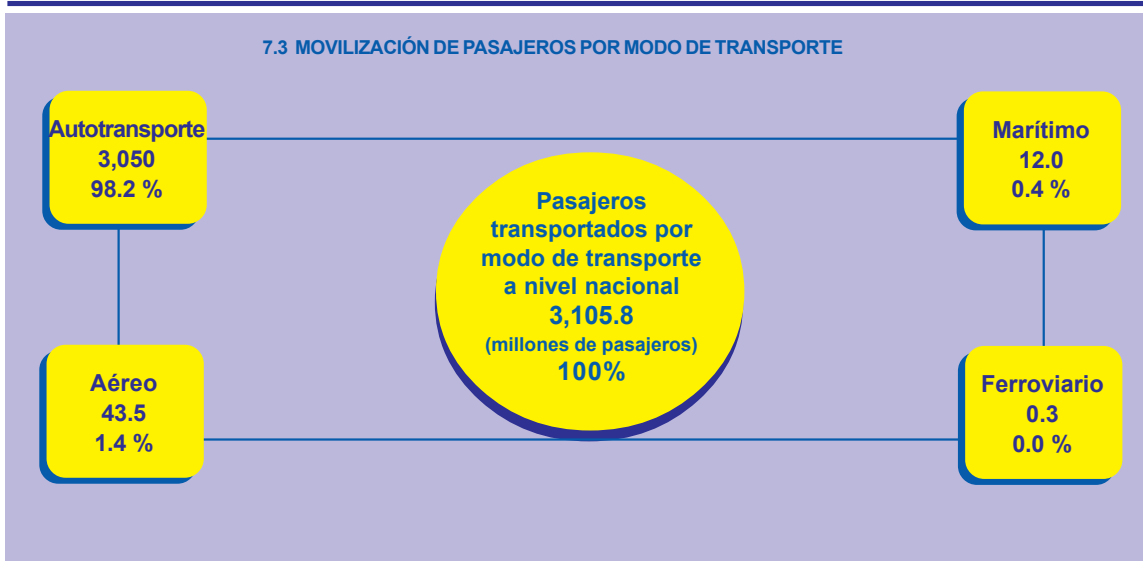 7.3 MOVILIZACIÓN DE PASAJEROS POR MODO DE TRANSPORTE
Autotransporte
3,050
98.2 %
Marítimo
12.0
0.4 %
Pasajeros
transportados por
modo de transporte
a nivel nacional
3,105.8
(millones de pasajeros)
100%
Aéreo
43.5
1.4 %
Ferroviario
0.3
0.0 %